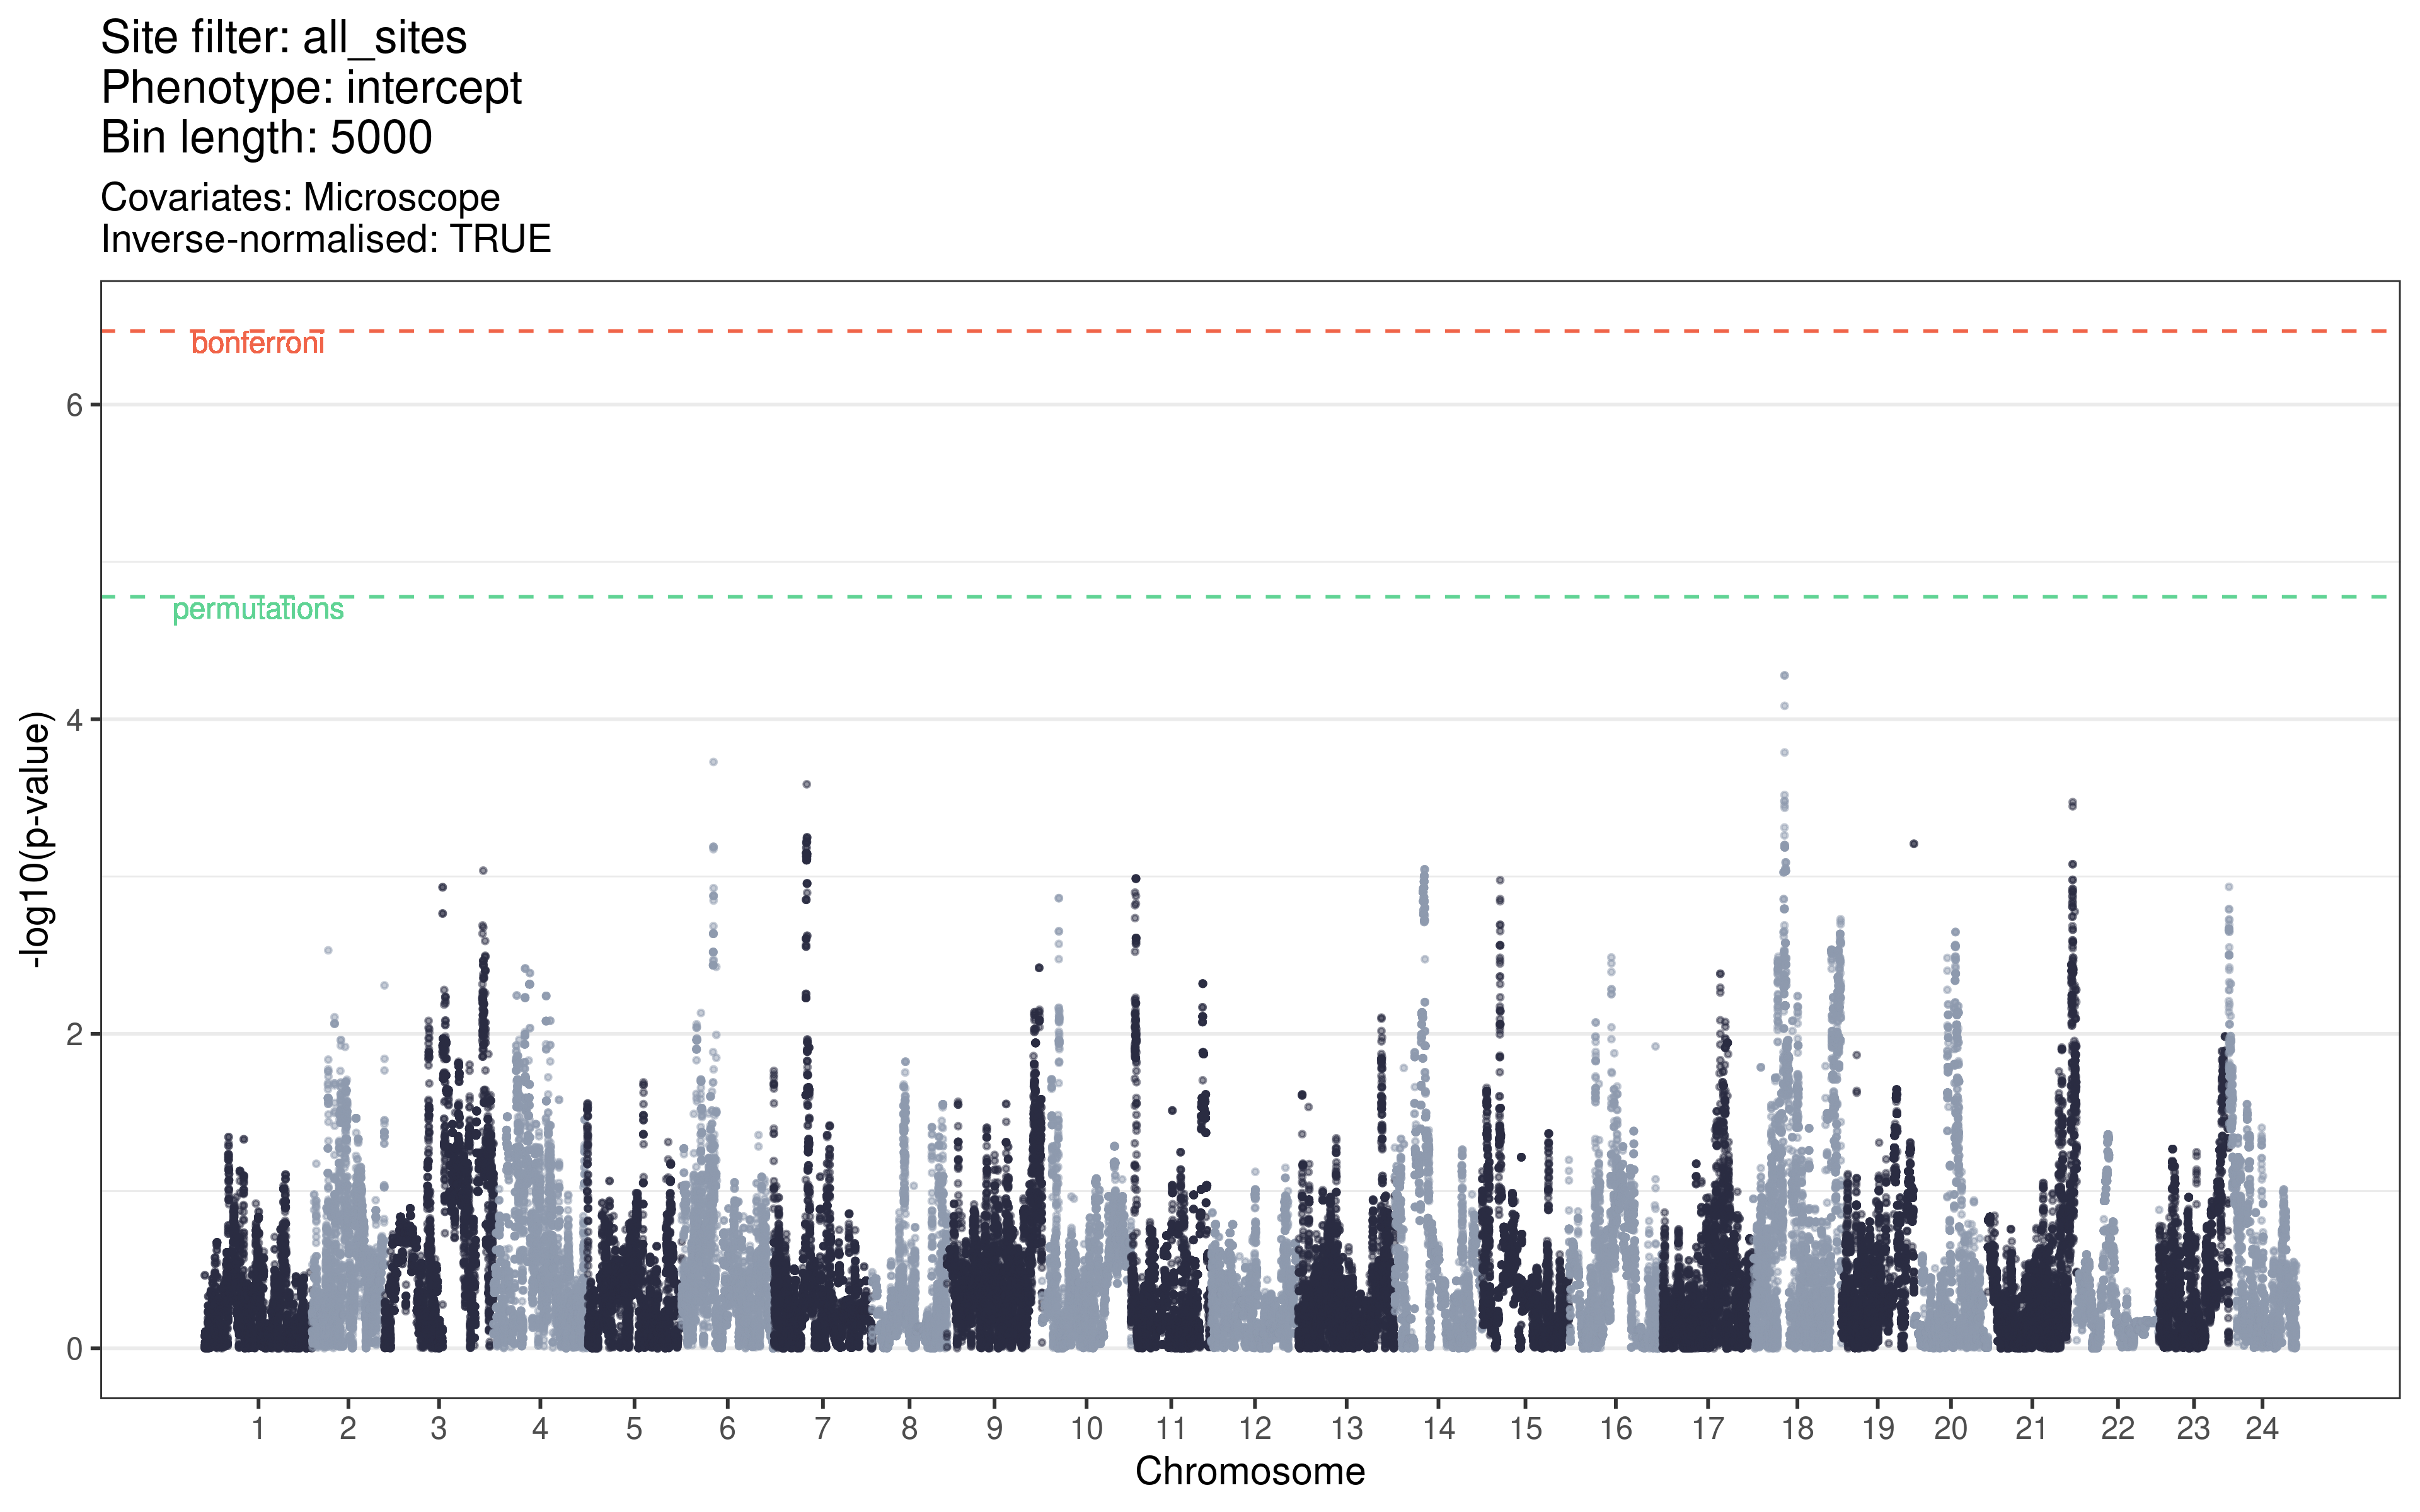 Site filter: all_sites
Phenotype: intercept
Bin length: 5000
Covariates: Microscope
Inverse-normalised: TRUE
bonferroni
6
permutations
4
-log10(p-value)
2
0
1 2 3 4 5 6 7 8 9 10 11 12 13 14 15 16 17 18 19 20 21 22 23 24
Chromosome